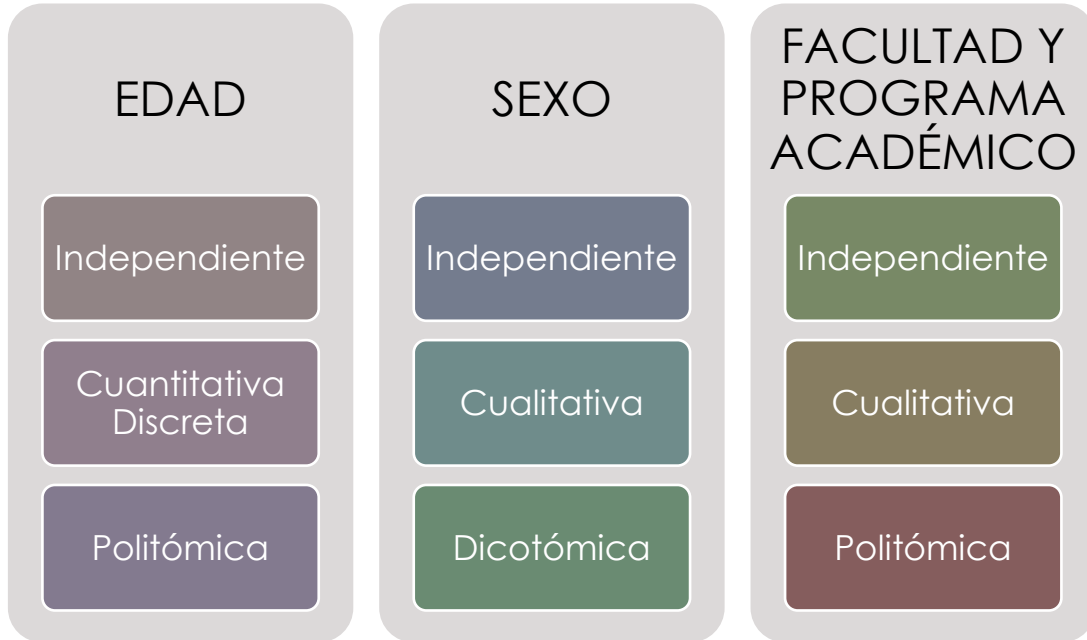 EDAD
Independiente
Cuantitativa
Discreta
Politómica
SEXO
Independiente
Cualitativa
Dicotómica
FACULTAD Y
PROGRAMA
ACADÉMICO
Independiente
Cualitativa
Politómica